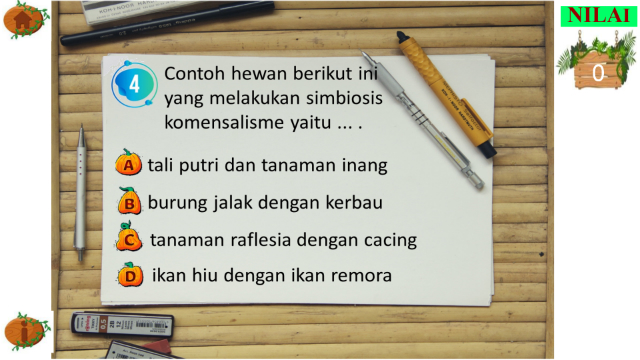 NILAI
0
4
Contoh hewan berikut ini
yang melakukan simbiosis
komensalisme yaitu ... .
A tali putri dan tanaman inang
B burung jalak dengan kerbau
C tanaman raflesia dengan cacing
D ikan hiu dengan ikan remora